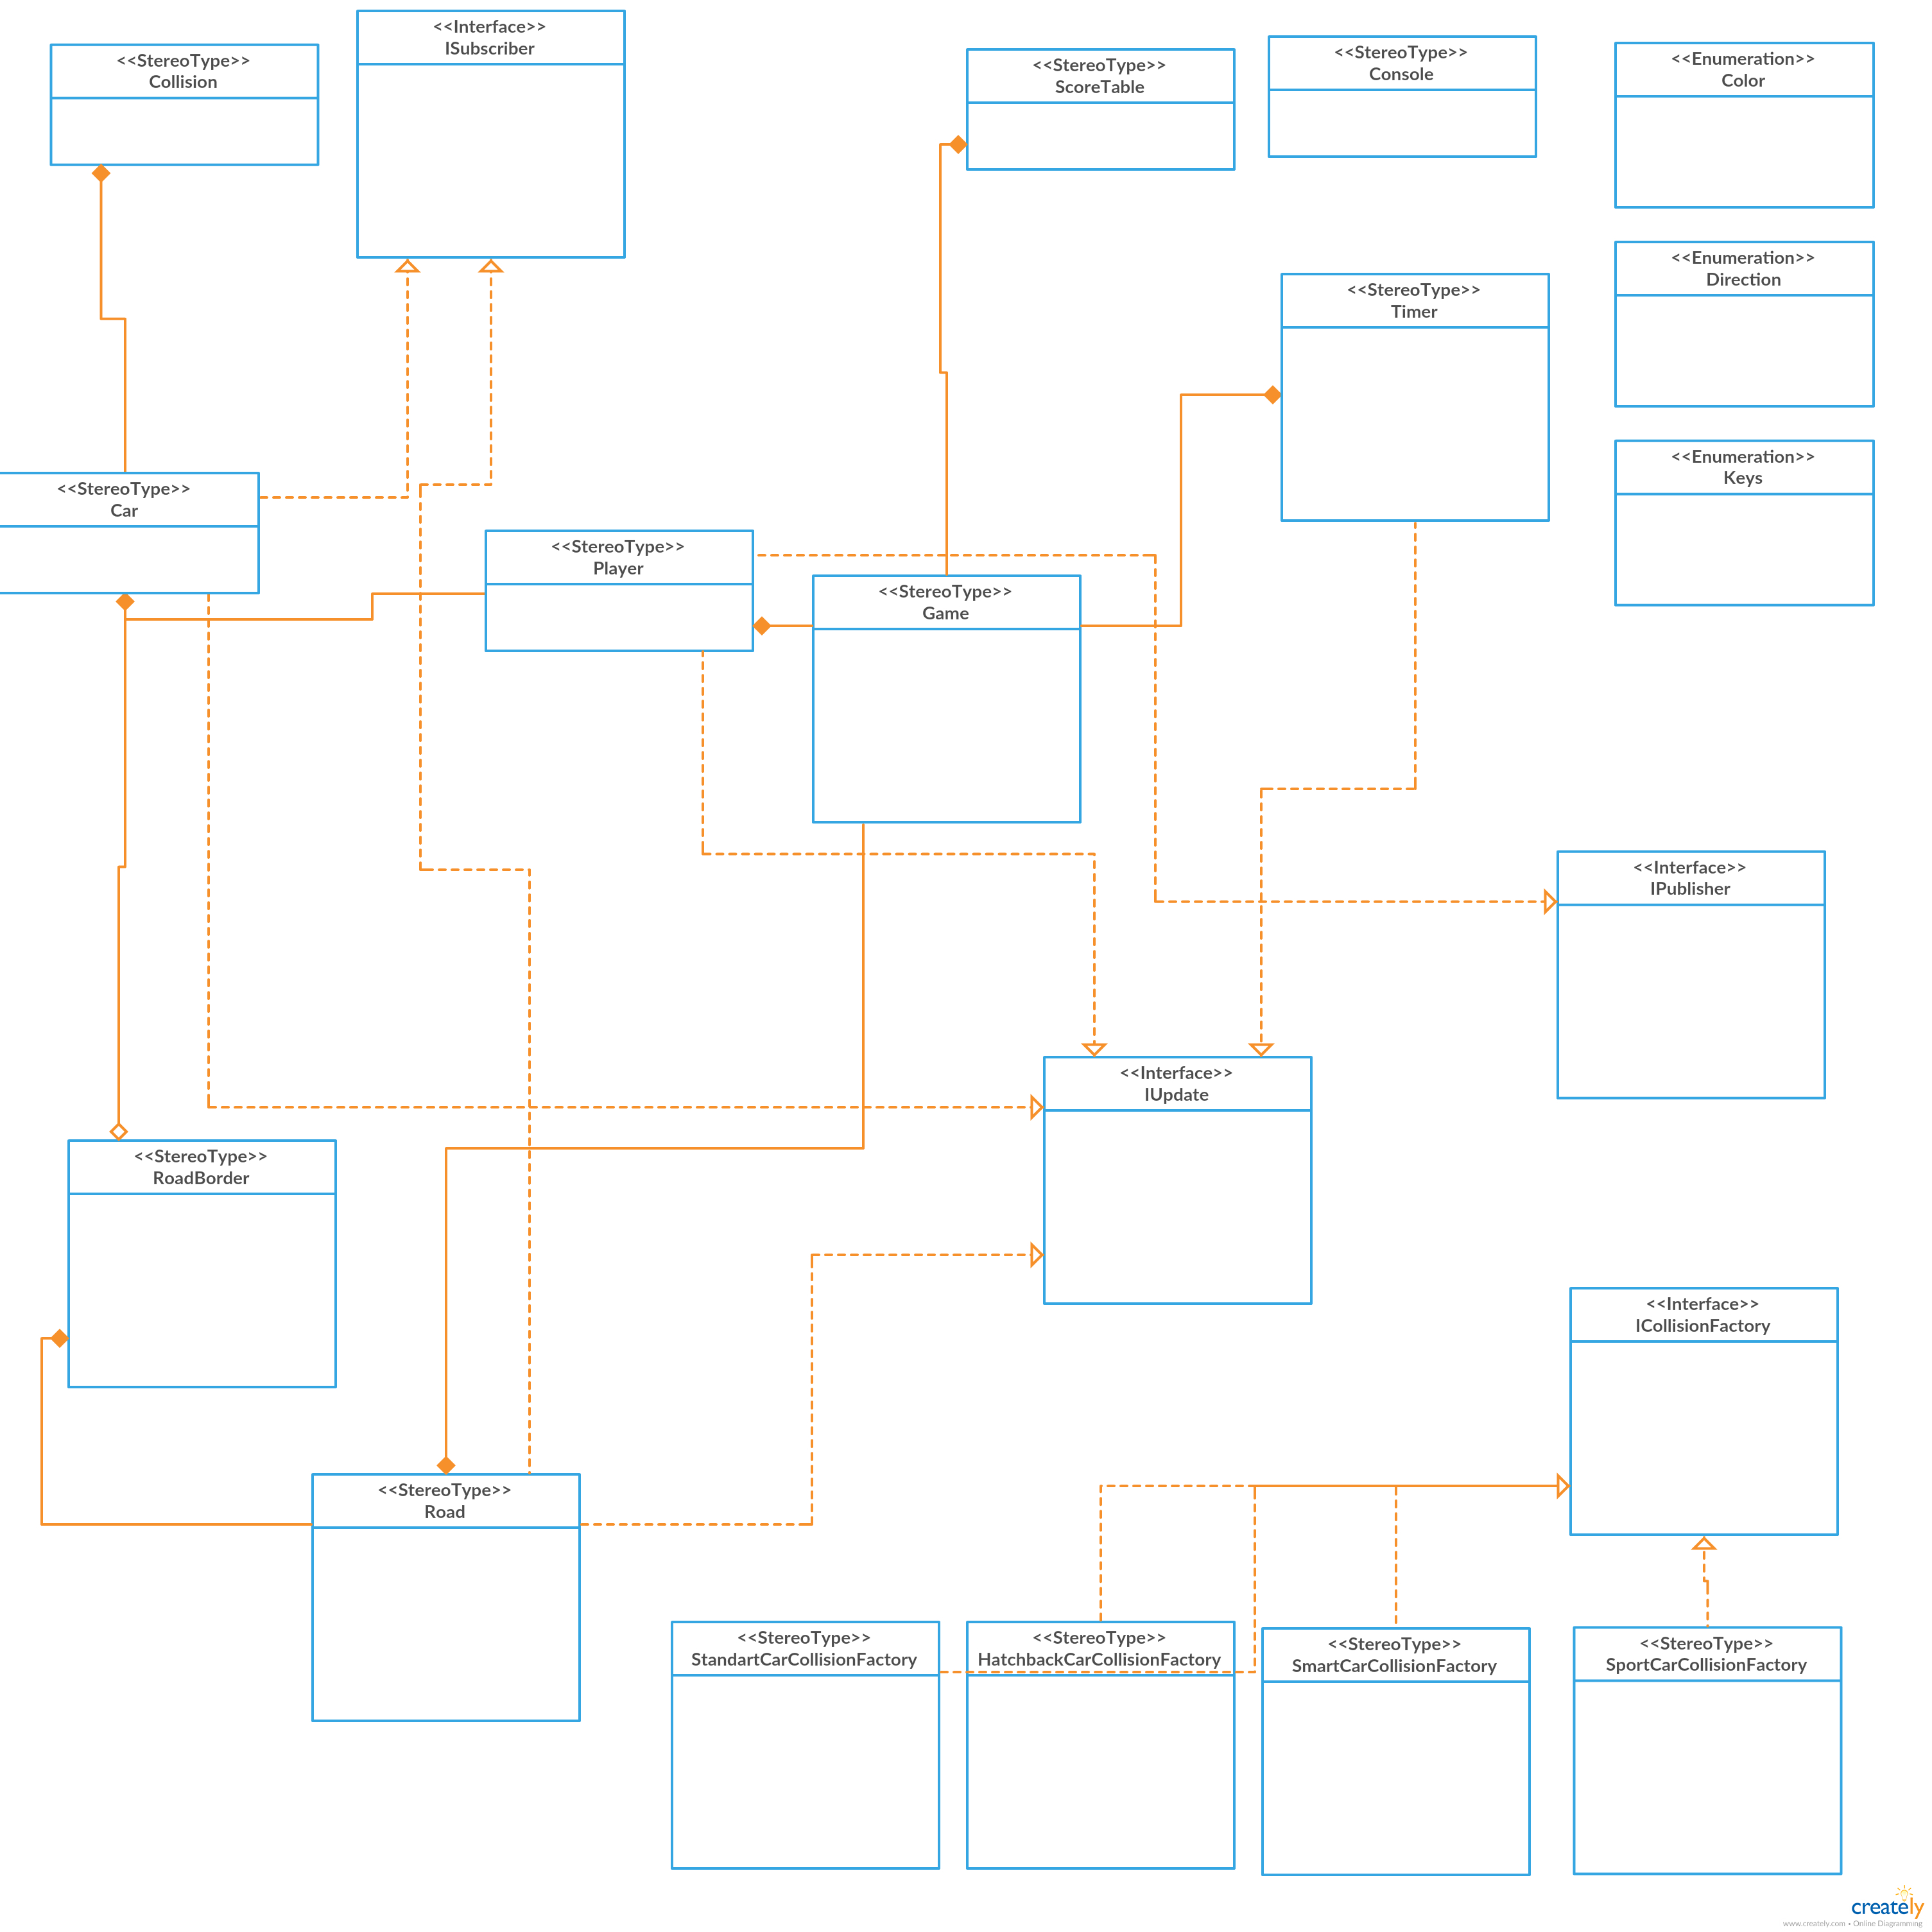 <<StereoType>>
Collision
<<Interface>>
ISubscriber
<<StereoType>>
ScoreTable
<<StereoType>>
Console
<<Enumeration>>
Color
<<Enumeration>>
Direction
<<StereoType>>
Timer
<<Enumeration>>
Keys
<<StereoType>>
Car
<<StereoType>>
Player
<<StereoType>>
Game
<<Interface>>
IPublisher
<<Interface>>
IUpdate
<<StereoType>>
RoadBorder
<<Interface>>
ICollisionFactory
<<StereoType>>
Road
<<StereoType>>
StandartCarCollisionFactory
<<StereoType>>
HatchbackCarCollisionFactory
<<StereoType>>
SmartCarCollisionFactory
<<StereoType>>
SportCarCollisionFactory
creately
www.creately.com • Online Diagramming